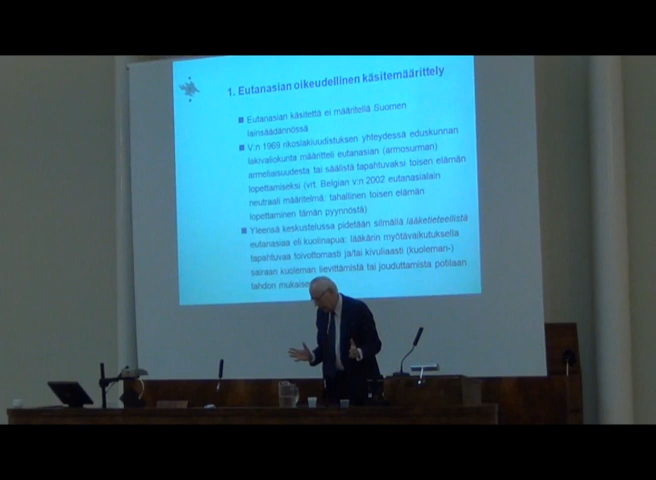 1. Eutanasian oikeudellinen käsitemäärittely
Eutanasian käsitettä ei määritellä Suomen
lainsäädännössä
V:n 1969 rikoslakiuudistuksen yhteydessä eduskunnan
lakivaliokunta määritteli eutanasian (armosurman)
armeliaisuudesta tai säälistä tapahtuvaksi toisen elämän
lopettamiseksi (vrt. Belgian v:n 2002 eutanasialain
neutraali määritelmä: tahallinen toisen elämän
lopettaminen tämän pyynnöstä)
Yleensä keskustelussa pidetään silmällä lääketieteellistä
eutanasiaa eli kuolinapua: lääkärin myötävaikutuksella
tapahtuvaa toivottomasti ja/tai kivuliaasti (kuoleman-)
sairaan kuoleman lievittämistä tai jouduttamista potilaan
tahdon